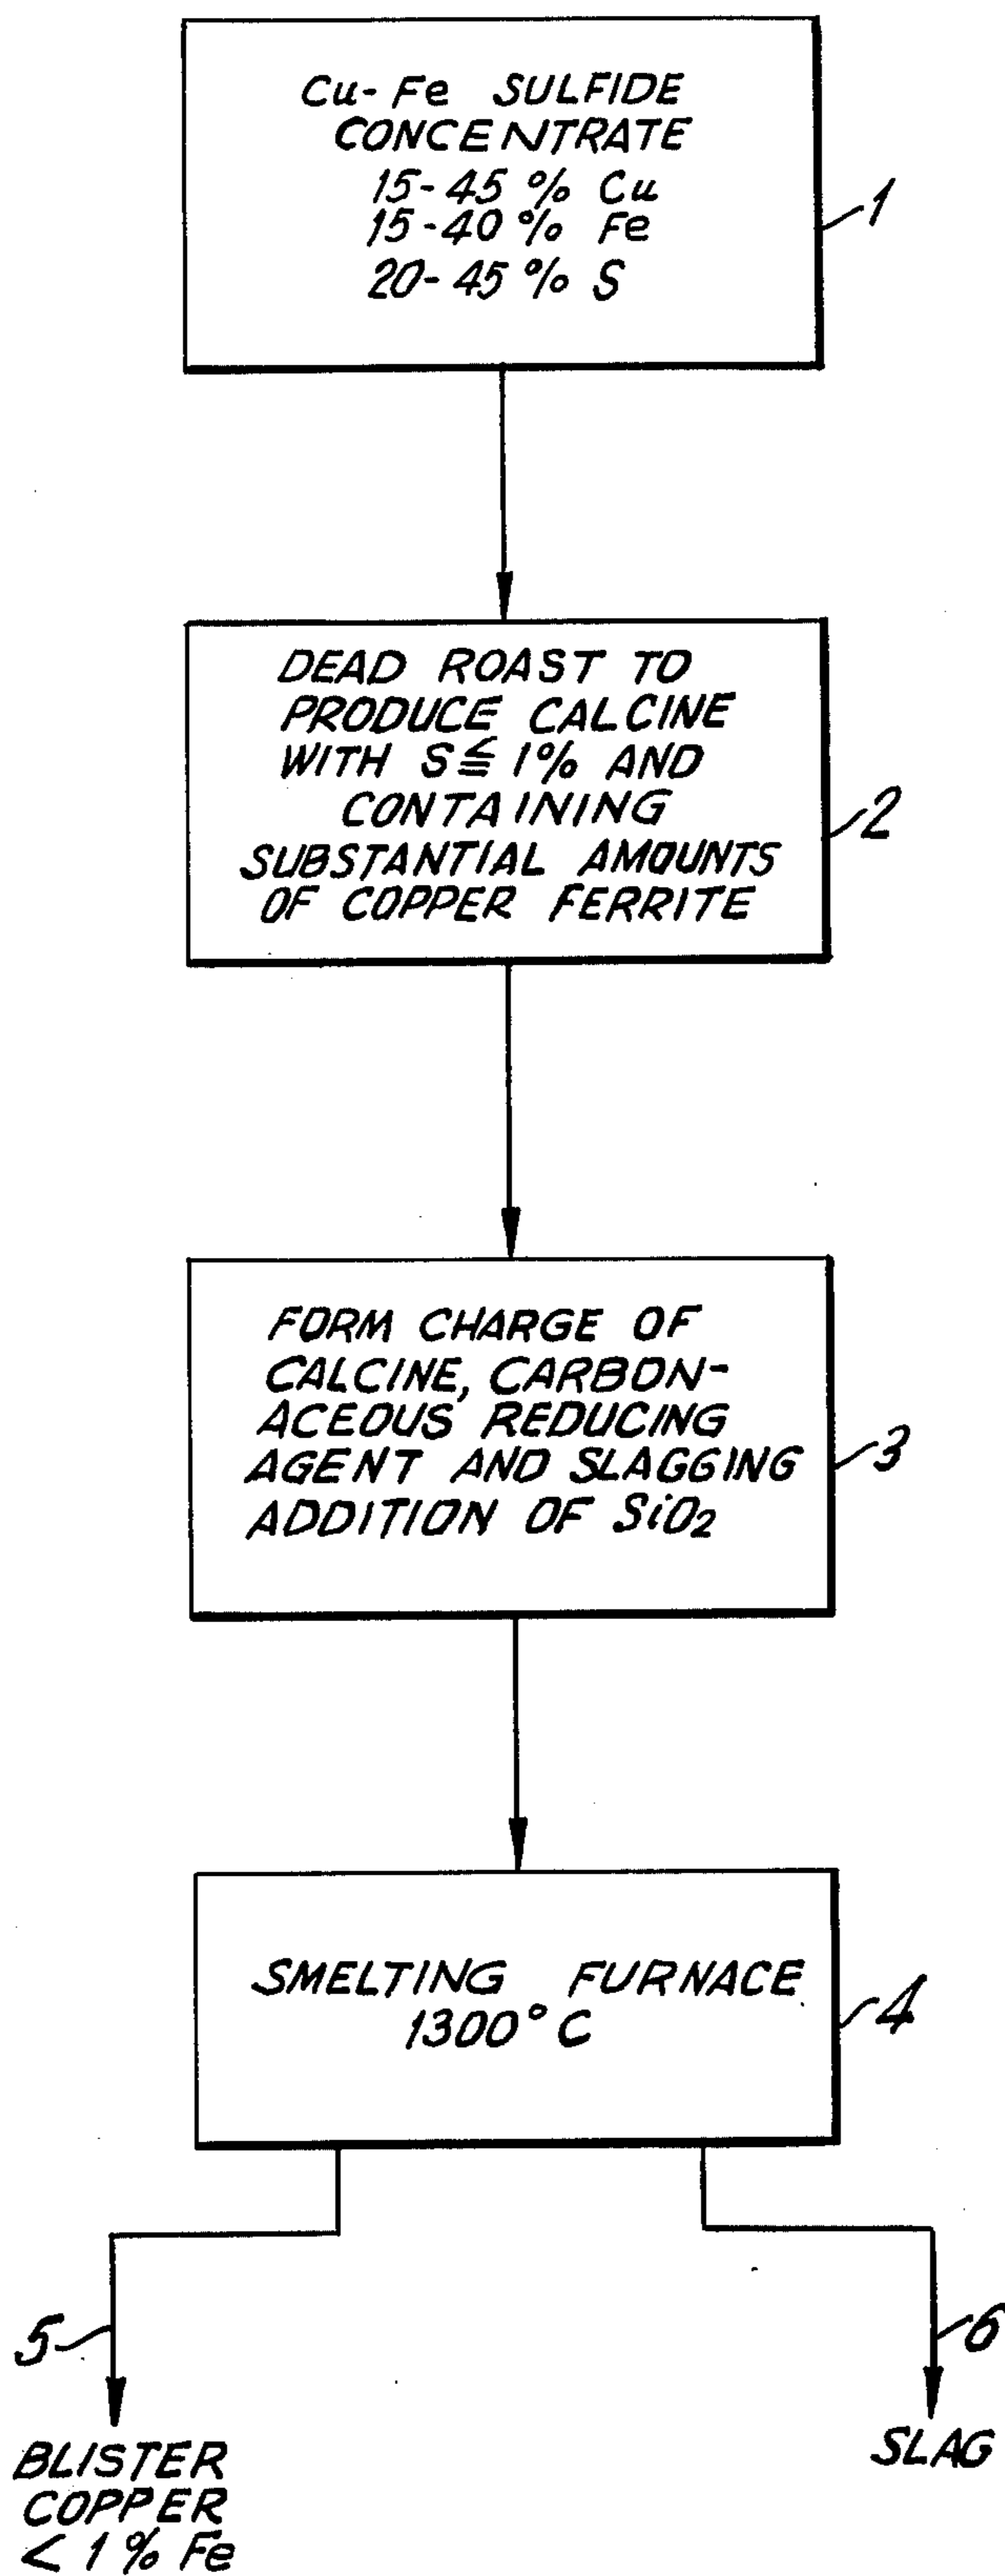 Cu-Fe SULFIDE
CONCENTRATE
15-45 % Cu
15-40 % Fe
20-45 % S
1
DEAD ROAST TO
PRODUCE CALCINE
WITH S ≦ 1% AND
CONTAINING
SUBSTANTIAL AMOUNTS
OF COPPER FERRITE
2
FORM CHARGE OF
CALCINE, CARBON-
ACEOUS REDUCING
AGENT AND SLAGGING
ADDITION OF SiO2
3
SMELTING FURNACE
1300° C
4
5
6
BLISTER
COPPER
< 1 % Fe
SLAG